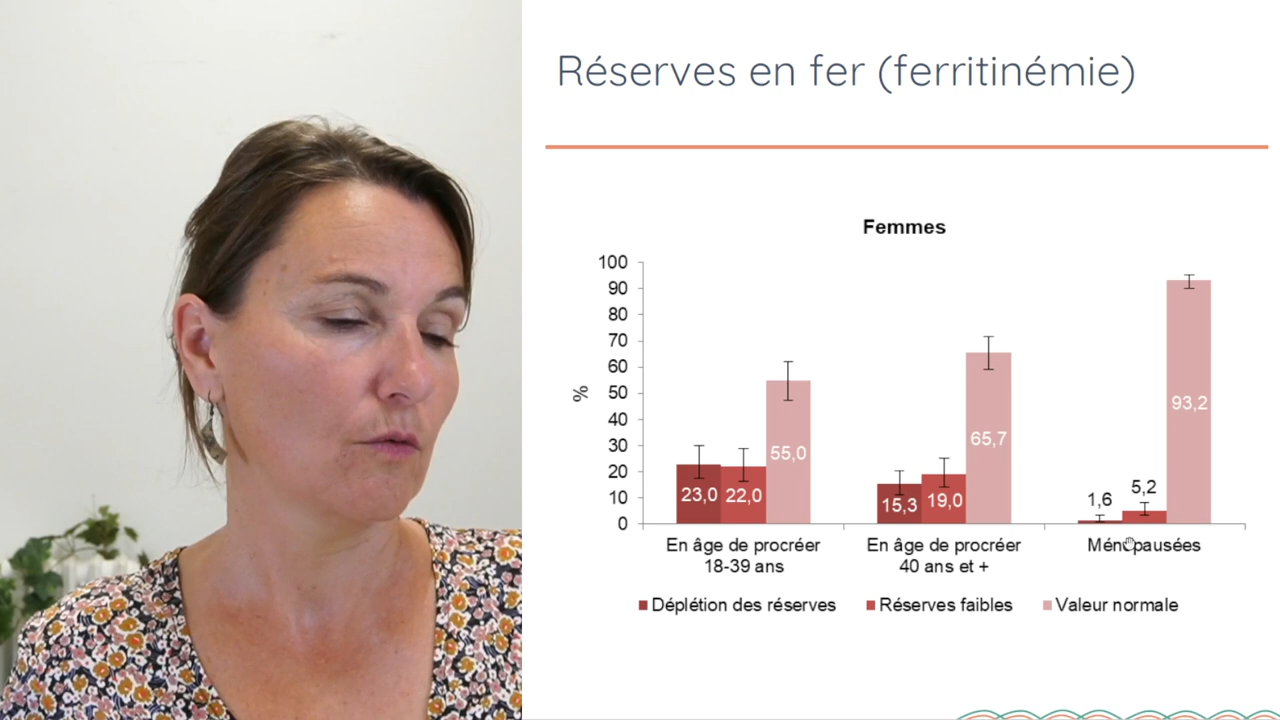 Réserves en fer (ferritinémie)
Femmes
100
90
80
70
60
50
40
30
20
10
0
%
23,0
22,0
55,0
15,3
19,0
65,7
1,6
5,2
93,2
En âge de procréer
18-39 ans
En âge de procréer
40 ans et +
Ménopausées
Déplétion des réserves
Réserves faibles
Valeur normale